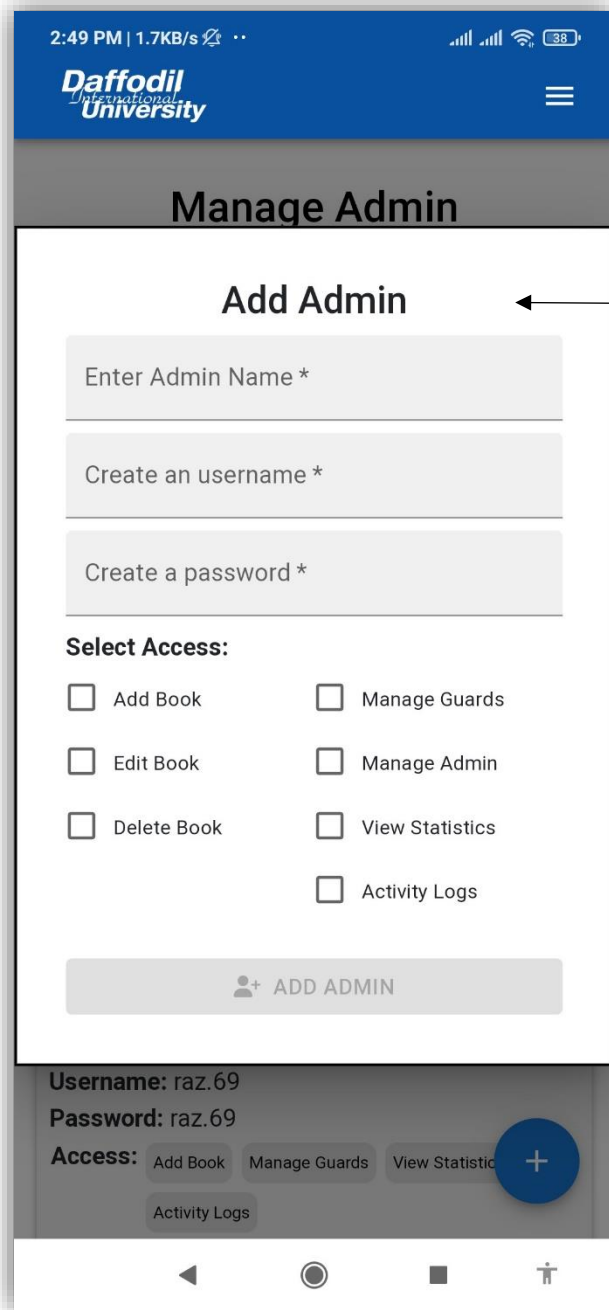 2:49 PM | 1.7KB/s
38
Daffodil
International
University
Manage Admin
Add Admin
Enter Admin Name *
Create an username *
Create a password *
Select Access:
Add Book
Manage Guards
Edit Book
Manage Admin
Delete Book
View Statistics
Activity Logs
ADD ADMIN
Username: raz.69
Password: raz.69
Access: Add Book Manage Guards View Statistic
Activity Logs